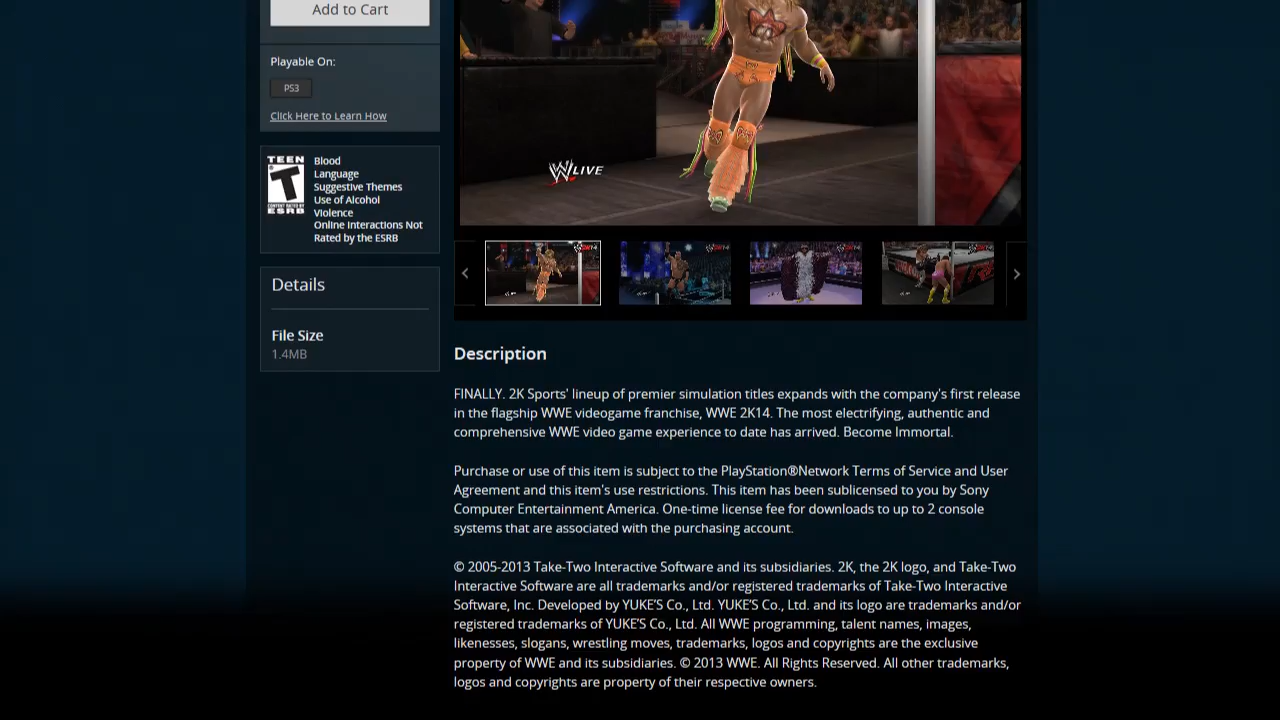 Add to Cart
Playable On:
PS3
Click Here to Learn How
TEEN
T
CONTENT RATED BY
ESRB
Blood
Language
Suggestive Themes
Use of Alcohol
Violence
Online Interactions Not
Rated by the ESRB
Details
File Size
1.4MB
W LIVE
Description
FINALLY. 2K Sports' lineup of premier simulation titles expands with the company's first release
in the flagship WWE videogame franchise, WWE 2K14. The most electrifying, authentic and
comprehensive WWE video game experience to date has arrived. Become Immortal.
Purchase or use of this item is subject to the PlayStation®Network Terms of Service and User
Agreement and this item's use restrictions. This item has been sublicensed to you by Sony
Computer Entertainment America. One-time license fee for downloads to up to 2 console
systems that are associated with the purchasing account.
© 2005-2013 Take-Two Interactive Software and its subsidiaries. 2K, the 2K logo, and Take-Two
Interactive Software are all trademarks and/or registered trademarks of Take-Two Interactive
Software, Inc. Developed by YUKE'S Co., Ltd. YUKE'S Co., Ltd. and its logo are trademarks and/or
registered trademarks of YUKE'S Co., Ltd. All WWE programming, talent names, images,
likenesses, slogans, wrestling moves, trademarks, logos and copyrights are the exclusive
property of WWE and its subsidiaries. © 2013 WWE. All Rights Reserved. All other trademarks,
logos and copyrights are property of their respective owners.